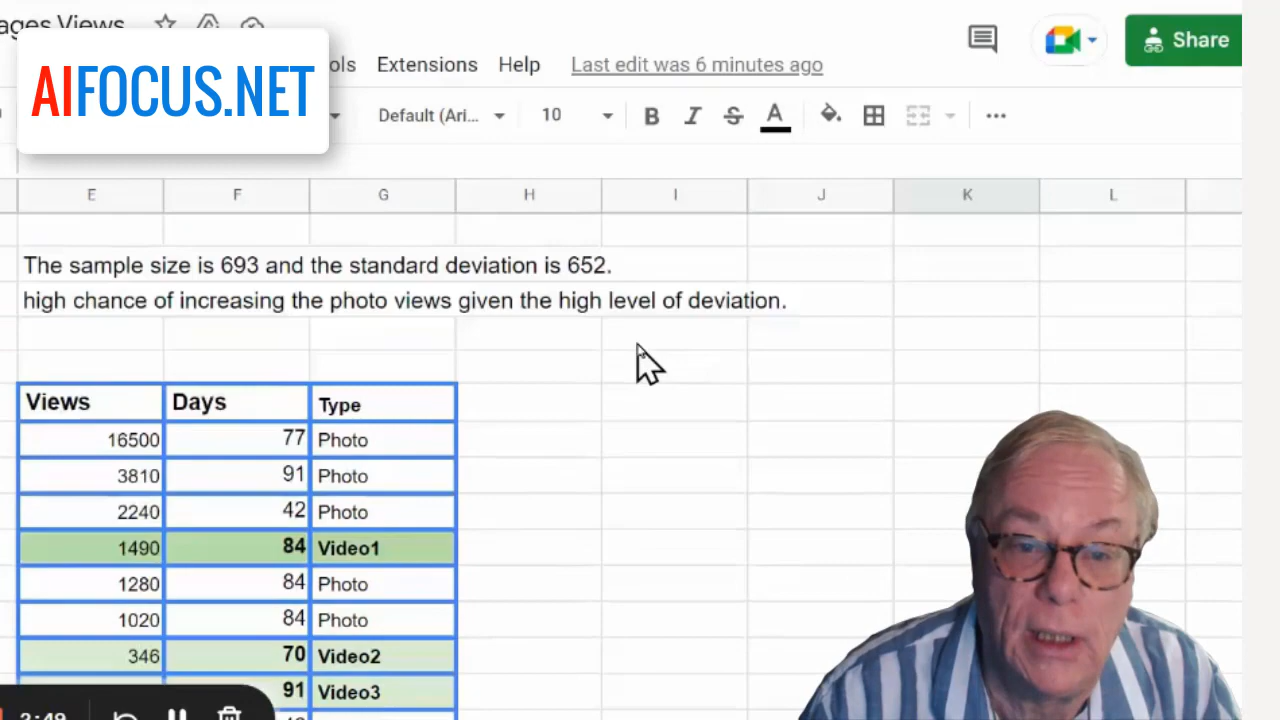 ages Views
AIFOCUS.NET
ols Extensions Help Last edit was 6 minutes ago
Share
Default (Ari... 10 B I S A
E F G H I J K L
The sample size is 693 and the standard deviation is 652.
high chance of increasing the photo views given the high level of deviation.
Views Days Type
16500 77 Photo
3810 91 Photo
2240 42 Photo
1490 84 Video1
1280 84 Photo
1020 84 Photo
346 70 Video2
91 Video3